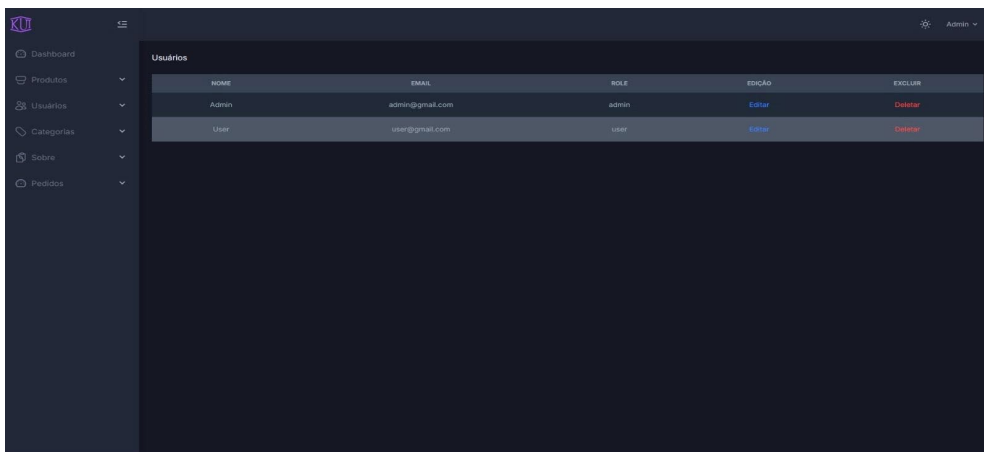 KUI
Admin
Dashboard
Produtos
Usuários
Categorias
Sobre
Pedidos
Usuários
NOME EMAIL ROLE EDIÇÃO EXCLUIR
Admin admin@gmail.com admin Editar Deletar
User user@gmail.com user Editar Deletar